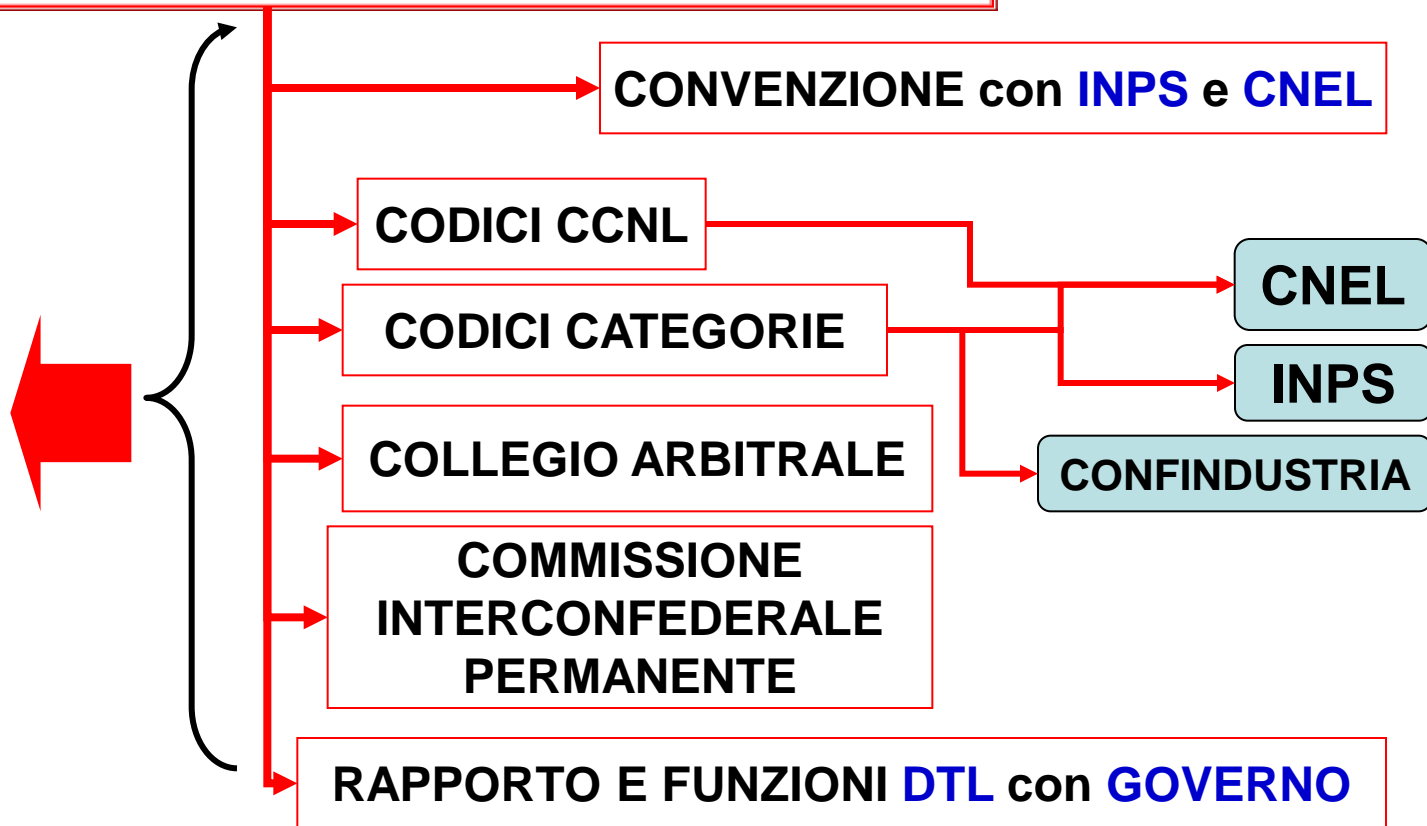 CONVENZIONE con INPS e CNEL
CODICI CCNL
CNEL
CODICI CATEGORIE
INPS
COLLEGIO ARBITRALE
CONFINDUSTRIA
COMMISSIONE
INTERCONFEDERALE
PERMANENTE
RAPPORTO E FUNZIONI DTL con GOVERNO